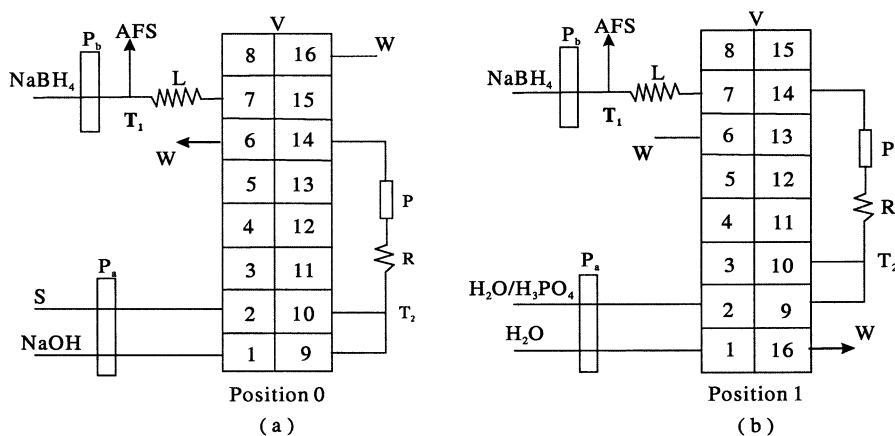 V
P_b
AFS
NaBH₄
L
T₁
W
8 16
7 15
6 14
5 13
4 12
3 11
2 10
1 9
W
P
R
P_a
S
NaOH
T₂
Position 0
( a )
V
P_b
AFS
NaBH₄
L
T₁
W
8 15
7 14
6 13
5 12
4 11
3 10
2 9
1 16
P
R
T₂
P_a
H₂O/H₃PO₄
H₂O
W
Position 1
( b )